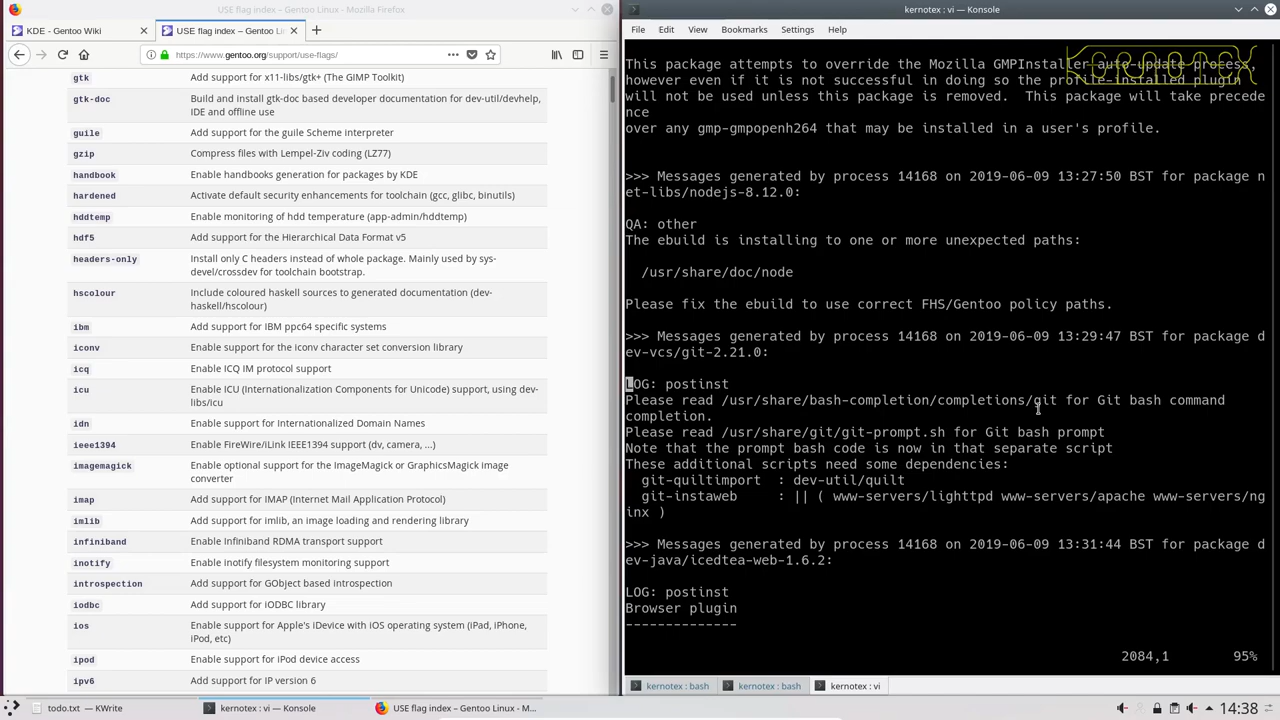 USE flag index – Gentoo Linux - Mozilla Firefox
KDE - Gentoo Wiki
USE flag index – Gentoo Li
https://www.gentoo.org/support/use-flags/
gtk Add support for x11-libs/gtk+ (The GIMP Toolkit)
gtk-doc Build and install gtk-doc based developer documentation for dev-util/devhelp,
IDE and offline use
guile Add support for the guile Scheme interpreter
gzip Compress files with Lempel-Ziv coding (LZ77)
handbook Enable handbooks generation for packages by KDE
hardened Activate default security enhancements for toolchain (gcc, glibc, binutils)
hddtemp Enable monitoring of hdd temperature (app-admin/hddtemp)
hdf5 Add support for the Hierarchical Data Format v5
headers-only Install only C headers instead of whole package. Mainly used by sys-
devel/crossdev for toolchain bootstrap.
hscolour Include coloured haskell sources to generated documentation (dev-
haskell/hscolour)
ibm Add support for IBM ppc64 specific systems
iconv Enable support for the iconv character set conversion library
icq Enable ICQ IM protocol support
icu Enable ICU (Internationalization Components for Unicode) support, using dev-
libs/icu
idn Enable support for Internationalized Domain Names
ieee1394 Enable FireWire/iLink IEEE1394 support (dv, camera, ...)
imagemagick Enable optional support for the ImageMagick or GraphicsMagick image
converter
imap Add support for IMAP (Internet Mail Application Protocol)
imlib Add support for imlib, an image loading and rendering library
infiniband Enable Infiniband RDMA transport support
inotify Enable inotify filesystem monitoring support
introspection Add support for GObject based introspection
iodbc Add support for iODBC library
ios Enable support for Apple's iDevice with iOS operating system (iPad, iPhone,
iPod, etc)
ipod Enable support for iPod device access
ipv6 Add support for IP version 6
kernotex : vi — Konsole
File Edit View Bookmarks Settings Help
kernotex
This package attempts to override the Mozilla GMPInstaller auto-update process,
however even if it is not successful in doing so the profile-installed plugin
will not be used unless this package is removed.  This package will take precede
nce
over any gmp-gmpopenh264 that may be installed in a user's profile.
>>> Messages generated by process 14168 on 2019-06-09 13:27:50 BST for package n
et-libs/nodejs-8.12.0:
QA: other
The ebuild is installing to one or more unexpected paths:
/usr/share/doc/node
Please fix the ebuild to use correct FHS/Gentoo policy paths.
>>> Messages generated by process 14168 on 2019-06-09 13:29:47 BST for package d
ev-vcs/git-2.21.0:
LOG: postinst
Please read /usr/share/bash-completion/completions/git for Git bash command
completion.
Please read /usr/share/git/git-prompt.sh for Git bash prompt
Note that the prompt bash code is now in that separate script
These additional scripts need some dependencies:
git-quiltimport  : dev-util/quilt
git-instaweb     : || ( www-servers/lighttpd www-servers/apache www-servers/ng
inx )
>>> Messages generated by process 14168 on 2019-06-09 13:31:44 BST for package d
ev-java/icedtea-web-1.6.2:
LOG: postinst
Browser plugin
--------------
2084,1 95%
kernotex : bash kernotex : bash kernotex : vi
todo.txt — KWrite kernotex : vi — Konsole USE flag index – Gentoo Linux - M... 14:38